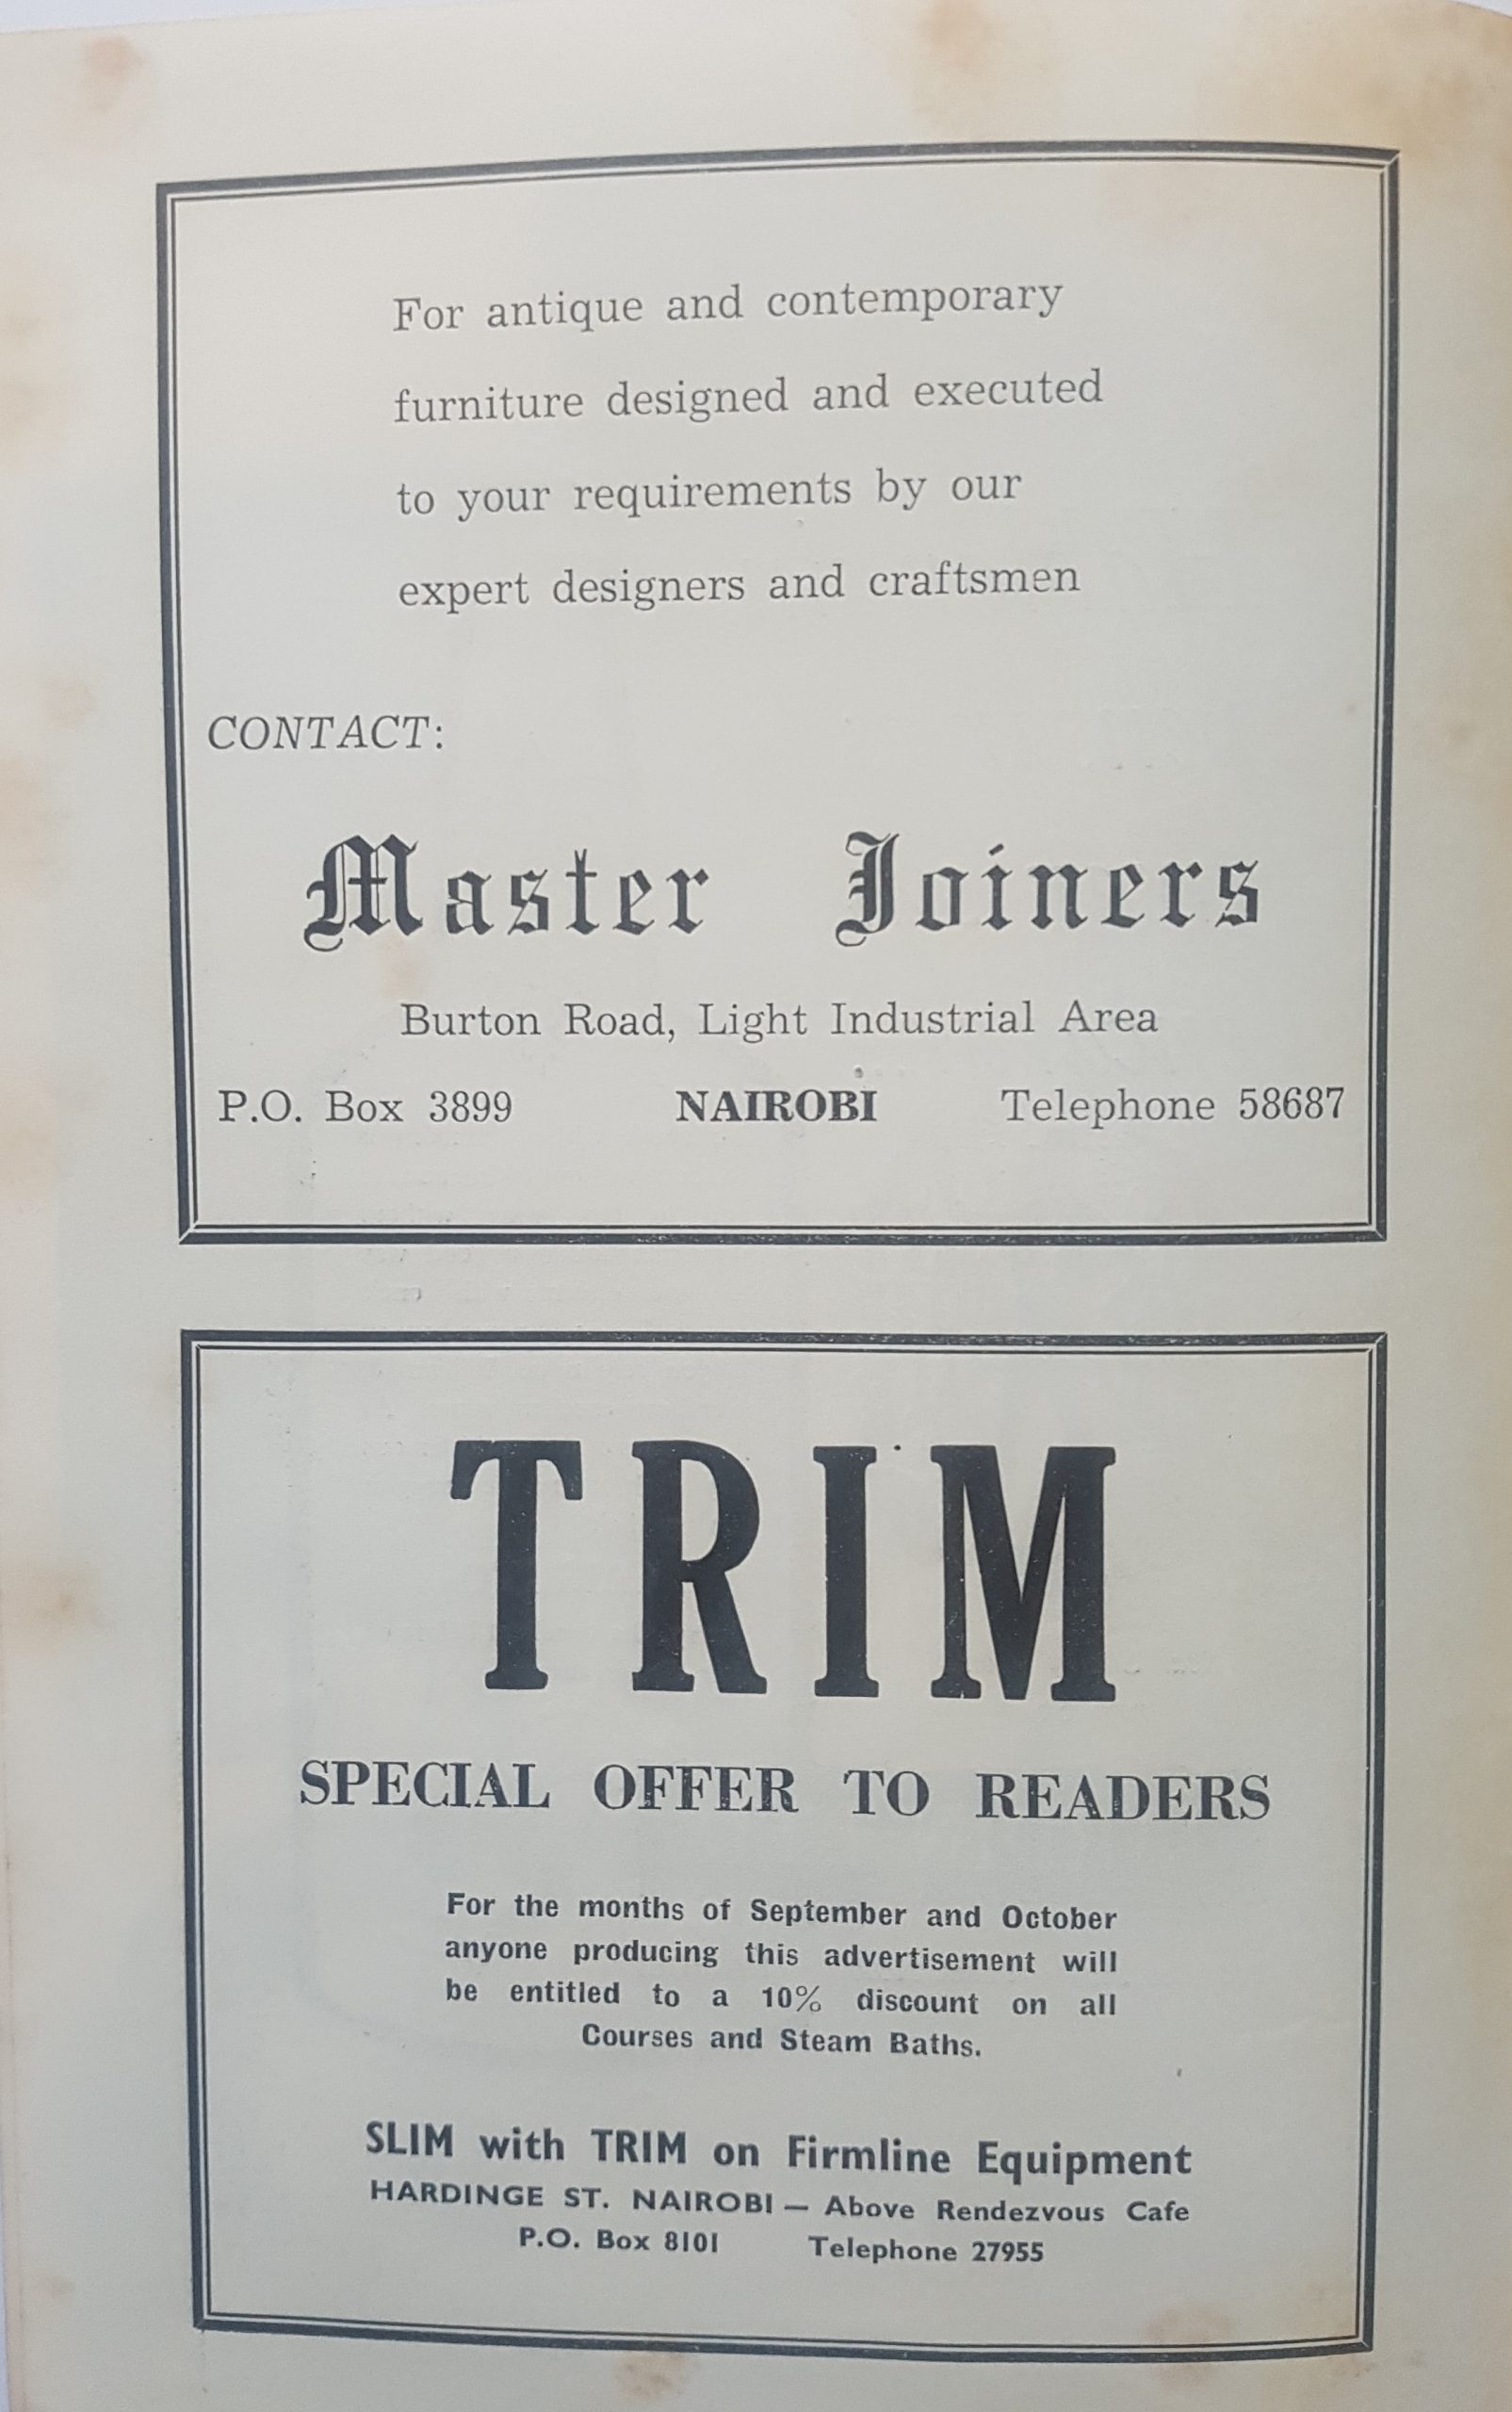 For antique and contemporary
furniture designed and executed
to your requirements by our
expert designers and craftsmen
CONTACT:
Master Joiners
Burton Road, Light Industrial Area
P.O. Box 3899 NAIROBI Telephone 58687
TRIM
SPECIAL OFFER TO READERS
For the months of September and October
anyone producing this advertisement will
be entitled to a 10% discount on all
Courses and Steam Baths.
SLIM with TRIM on Firmline Equipment
HARDINGE ST. NAIROBI — Above Rendezvous Cafe
P.O. Box 8101 Telephone 27955